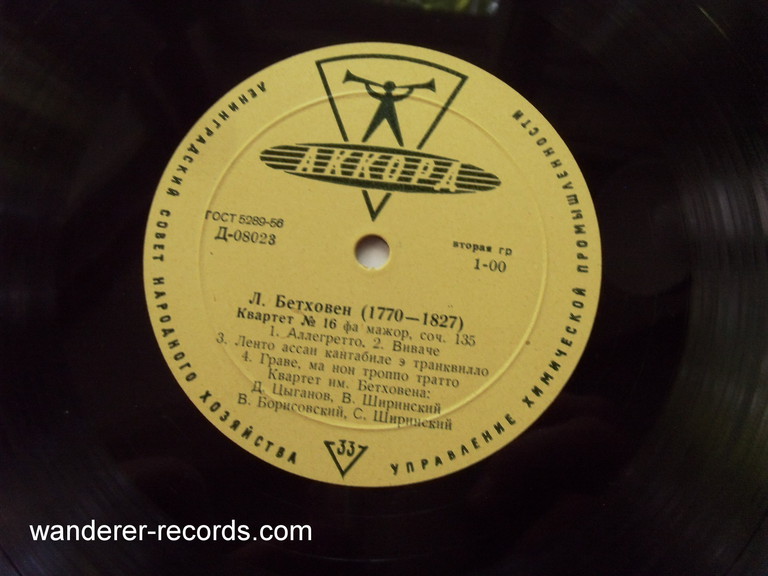 АККОРД
ЛЕНИНГРАДСКИЙ СОВЕТ НАРОДНОГО ХОЗЯЙСТВА
УПРАВЛЕНИЕ ХИМИЧЕСКОЙ ПРОМЫШЛЕННОСТИ
ГОСТ 5289-56
Д-08023
вторая гр
1-00
Л. Бетховен (1770—1827)
Квартет № 16 фа мажор, соч. 135
1. Аллегретто, 2. Виваче
3. Ленто ассаи кантабиле э транквилло
4. Граве, ма нон троппо тратто
Квартет им. Бетховена:
Д. Цыганов, В. Ширинский
В. Борисовский, С. Ширинский
33
wanderer-records.com